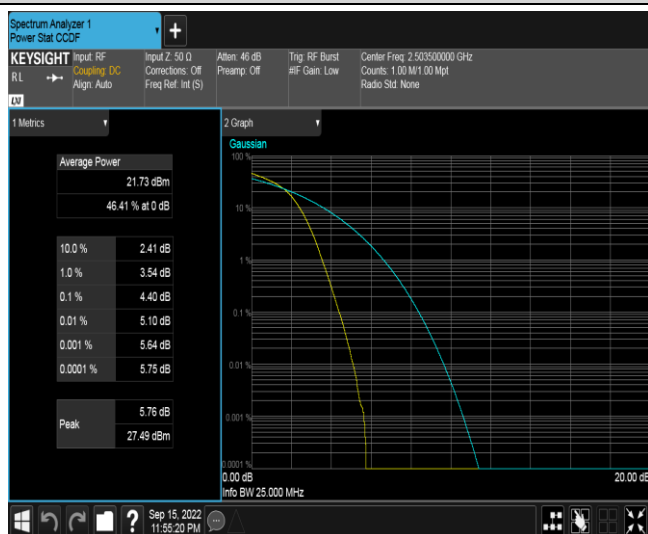 Spectrum Analyzer 1
Power Stat CCDF
KEYSIGHT
RL
LXI
Input: RF
Coupling: DC
Align: Auto
Input Z: 50 Ω
Corrections: Off
Freq Ref: Int (S)
Atten: 46 dB
Preamp: Off
Trig: RF Burst
#IF Gain: Low
Center Freq: 2.503500000 GHz
Counts: 1.00 M/1.00 Mpt
Radio Std: None
1 Metrics
Average Power
21.73 dBm
46.41 % at 0 dB
10.0 % 2.41 dB
1.0 % 3.54 dB
0.1 % 4.40 dB
0.01 % 5.10 dB
0.001 % 5.64 dB
0.0001 % 5.75 dB
Peak
5.76 dB
27.49 dBm
2 Graph
Gaussian
100 %
10 %
1 %
0.1 %
0.01 %
0.001 %
0.0001 %
0.00 dB 20.00 dB
Info BW 25.000 MHz
?
Sep 15, 2022
11:55:20 PM